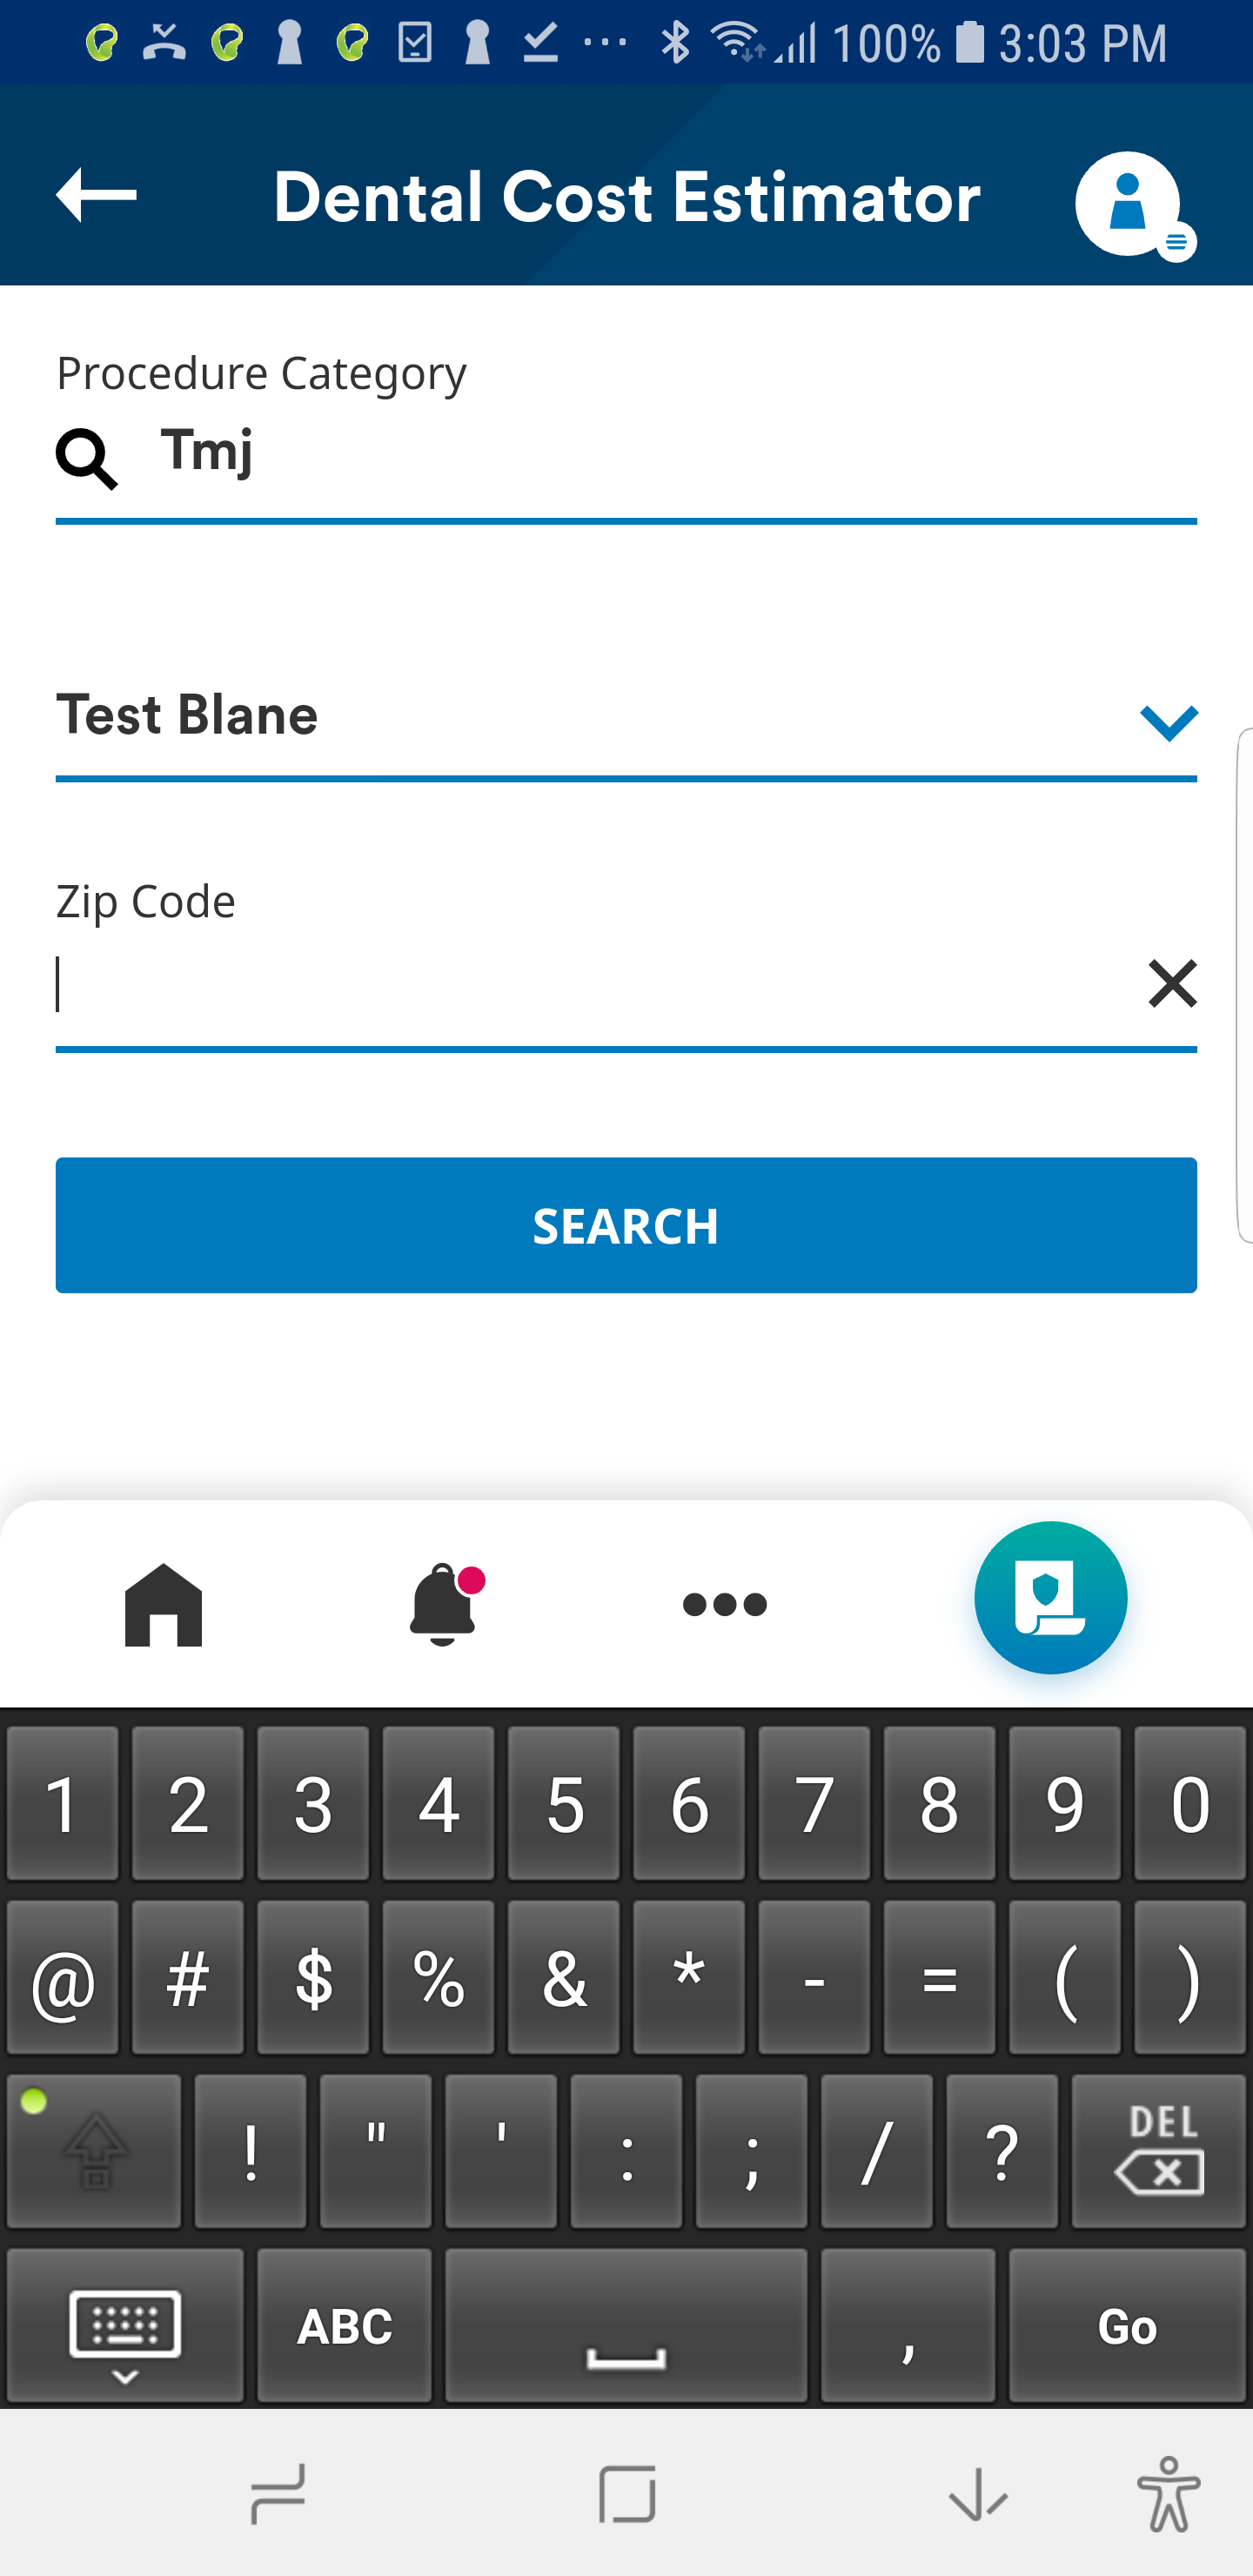 100% 3:03 PM
Dental Cost Estimator
Procedure Category
Tmj
Test Blane
Zip Code
SEARCH
1 2 3 4 5 6 7 8 9 0
@ # $ % & * - = ( )
! " ' : ; / ? DEL
ABC , Go